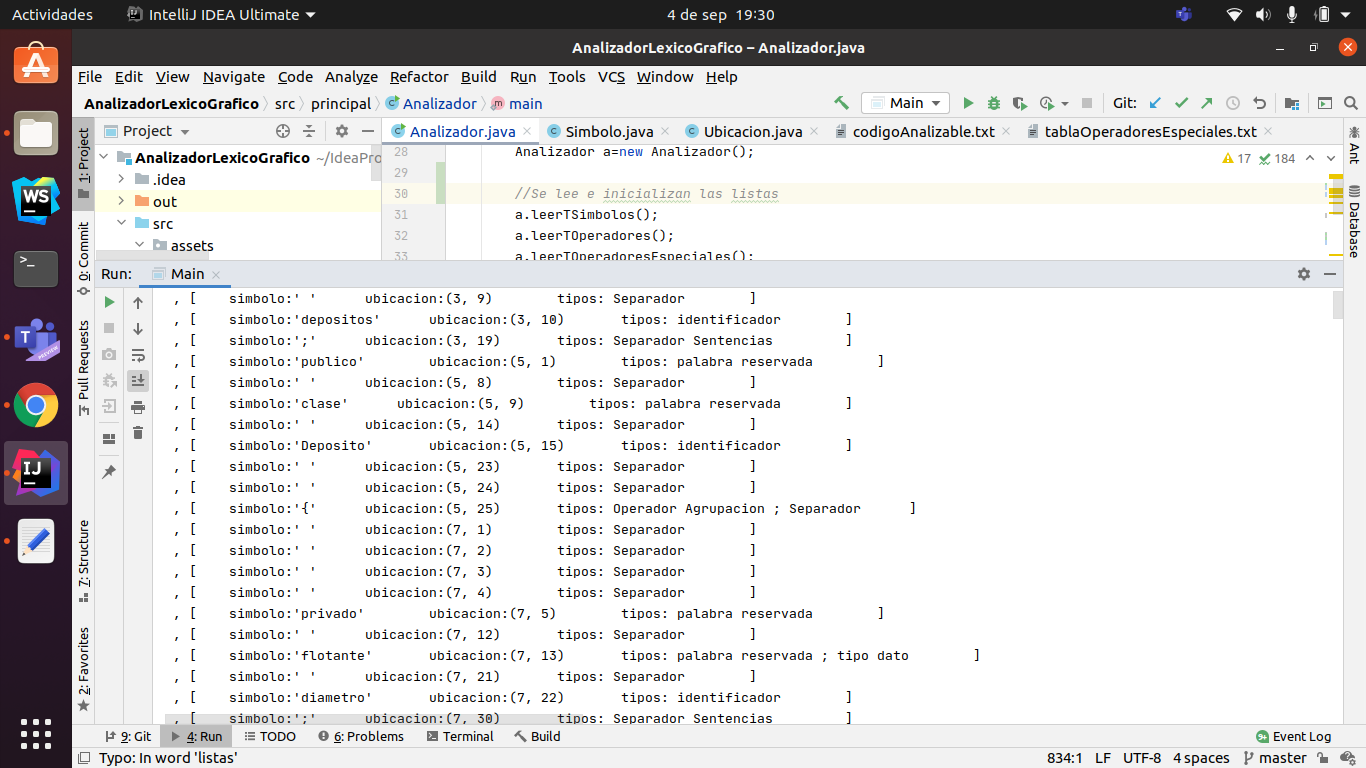 Actividades IntelliJ IDEA Ultimate 4 de sep 19:30
AnalizadorLexicoGrafico – Analizador.java
File Edit View Navigate Code Analyze Refactor Build Run Tools VCS Window Help
AnalizadorLexicoGrafico src principal Analizador main Main Git:
Project Analizador.java Simbolo.java Ubicacion.java codigoAnalizable.txt tablaOperadoresEspeciales.txt
1: Project
0: Commit
Pull Requests
7: Structure
2: Favorites
Ant
Database
AnalizadorLexicoGrafico ~/IdeaPro
.idea
out
src
assets
28 Analizador a=new Analizador();
29
30 //Se lee e inicializan las listas
31 a.leerTSimbolos();
32 a.leerTOperadores();
33 a.leerTOperadoresEspeciales();
17 184
Run: Main
, [ simbolo:' ' ubicacion:(3, 9) tipos: Separador ]
, [ simbolo:'depositos' ubicacion:(3, 10) tipos: identificador ]
, [ simbolo:';' ubicacion:(3, 19) tipos: Separador Sentencias ]
, [ simbolo:'publico' ubicacion:(5, 1) tipos: palabra reservada ]
, [ simbolo:' ' ubicacion:(5, 8) tipos: Separador ]
, [ simbolo:'clase' ubicacion:(5, 9) tipos: palabra reservada ]
, [ simbolo:' ' ubicacion:(5, 14) tipos: Separador ]
, [ simbolo:'Deposito' ubicacion:(5, 15) tipos: identificador ]
, [ simbolo:' ' ubicacion:(5, 23) tipos: Separador ]
, [ simbolo:' ' ubicacion:(5, 24) tipos: Separador ]
, [ simbolo:'{' ubicacion:(5, 25) tipos: Operador Agrupacion ; Separador ]
, [ simbolo:' ' ubicacion:(7, 1) tipos: Separador ]
, [ simbolo:' ' ubicacion:(7, 2) tipos: Separador ]
, [ simbolo:' ' ubicacion:(7, 3) tipos: Separador ]
, [ simbolo:' ' ubicacion:(7, 4) tipos: Separador ]
, [ simbolo:'privado' ubicacion:(7, 5) tipos: palabra reservada ]
, [ simbolo:' ' ubicacion:(7, 12) tipos: Separador ]
, [ simbolo:'flotante' ubicacion:(7, 13) tipos: palabra reservada ; tipo dato ]
, [ simbolo:' ' ubicacion:(7, 21) tipos: Separador ]
, [ simbolo:'diametro' ubicacion:(7, 22) tipos: identificador ]
, [ simbolo:';' ubicacion:(7, 30) tipos: Separador Sentencias ]
9: Git 4: Run TODO 6: Problems Terminal Build 9+ Event Log
Typo: In word 'listas' 834:1 LF UTF-8 4 spaces master